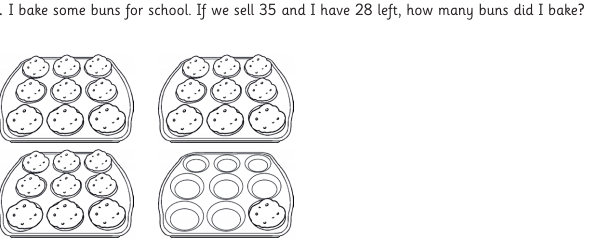 . I bake some buns for school. If we sell 35 and I have 28 left, how many buns did I bake?